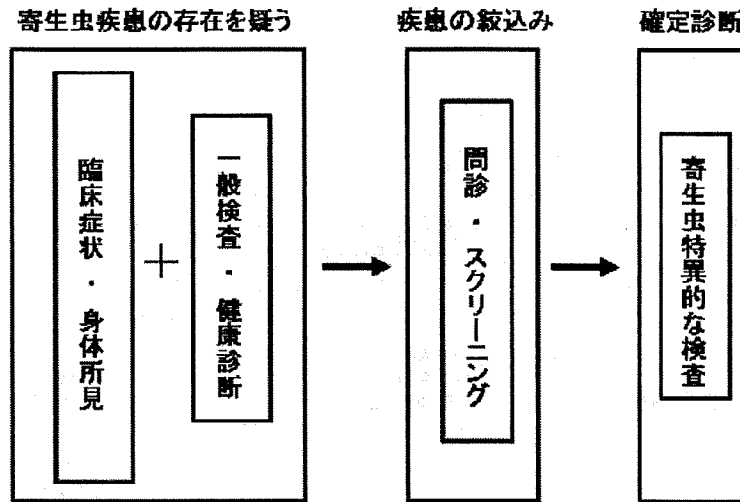 寄生虫疾患の存在を疑う
疾患の絞込み
確定診断
臨床症状・身体所見
＋
一般検査・健康診断
問診・スクリーニング
寄生虫特異的な検査